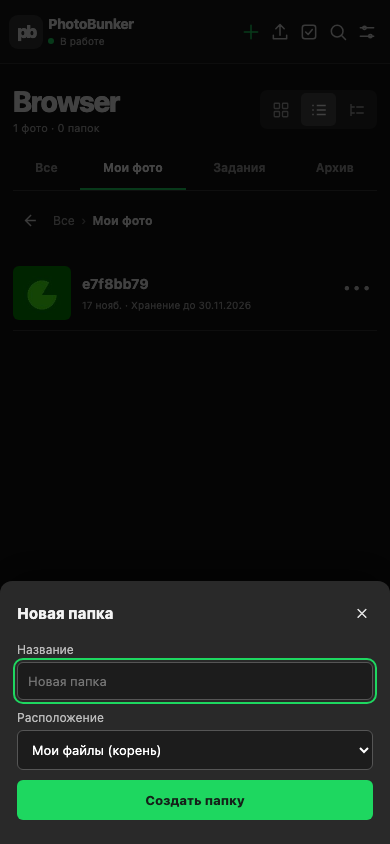 pb PhotoBunker
В работе
Browser
1 фото · 0 папок
Все Мои фото Задания Архив
Все › Мои фото
e7f8bb79
17 нояб. · Хранение до 30.11.2026
Новая папка
Название
Новая папка
Расположение
Мои файлы (корень)
Создать папку